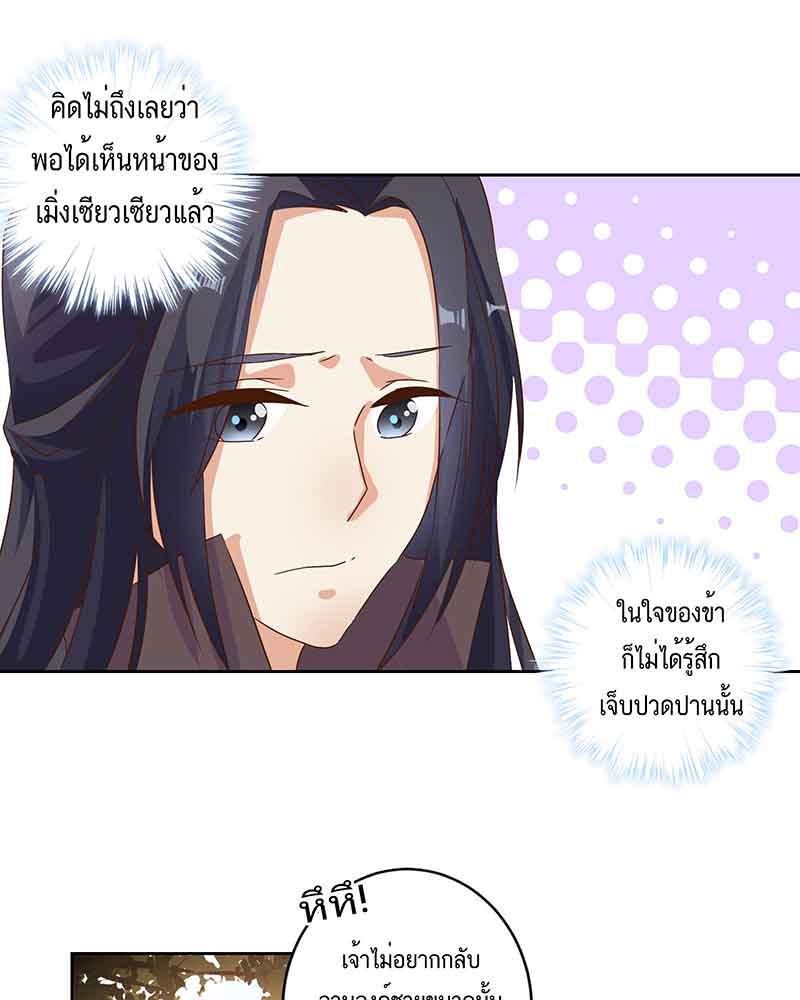 คิดไม่ถึงเลยว่า
พอได้เห็นหน้าของ
เมิ่งเซียวเซียวแล้ว
ในใจของข้า
ก็ไม่ได้รู้สึก
เจ็บปวดปานนั้น
หึหึ!
เจ้าไม่อยากกลับ